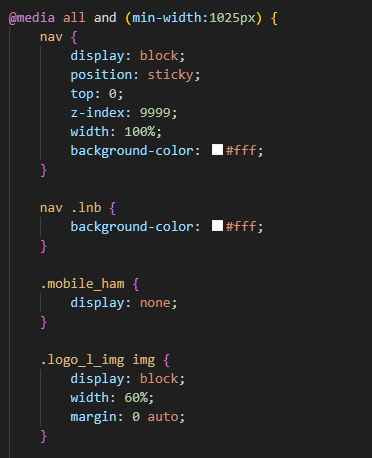 @media all and (min-width:1025px) {
    nav {
        display: block;
        position: sticky;
        top: 0;
        z-index: 9999;
        width: 100%;
        background-color: #fff;
    }

    nav .lnb {
        background-color: #fff;
    }

    .mobile_ham {
        display: none;
    }

    .logo_l_img img {
        display: block;
        width: 60%;
        margin: 0 auto;
    }